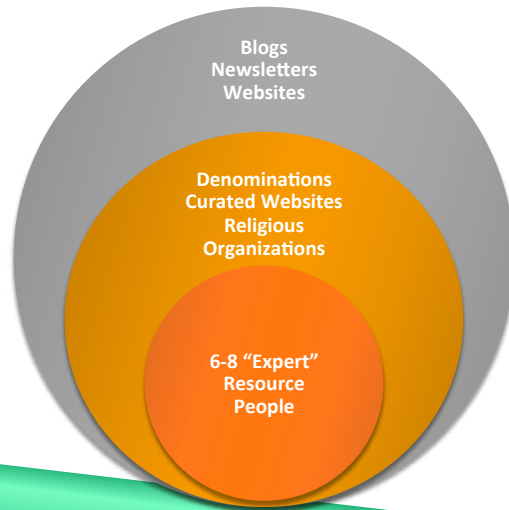 Blogs
Newsletters
Websites
Denominations
Curated Websites
Religious
Organizations
6-8 “Expert”
Resource
People